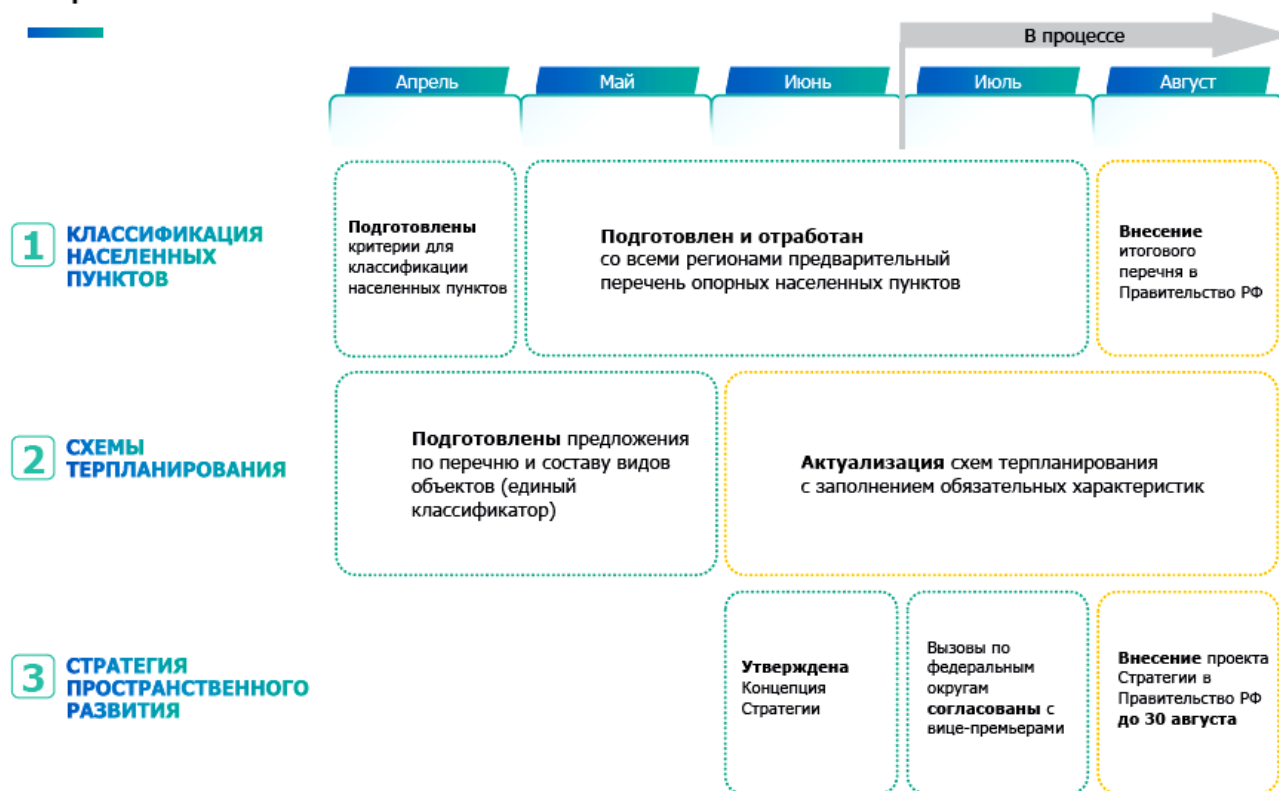 В процессе
Апрель
Май
Июнь
Июль
Август
1
КЛАССИФИКАЦИЯ
НАСЕЛЕННЫХ
ПУНКТОВ
Подготовлены
критерии для
классификации
населенных пунктов
Подготовлен и отработан
со всеми регионами предварительный
перечень опорных населенных пунктов
Внесение
итогового
перечня в
Правительство РФ
2
СХЕМЫ
ТЕРПЛАНИРОВАНИЯ
Подготовлены предложения
по перечню и составу видов
объектов (единый
классификатор)
Актуализация схем терпланирования
с заполнением обязательных характеристик
3
СТРАТЕГИЯ
ПРОСТРАНСТВЕННОГО
РАЗВИТИЯ
Утверждена
Концепция
Стратегии
Вызовы по
федеральным
округам
согласованы с
вице-премьерами
Внесение проекта
Стратегии в
Правительство РФ
до 30 августа